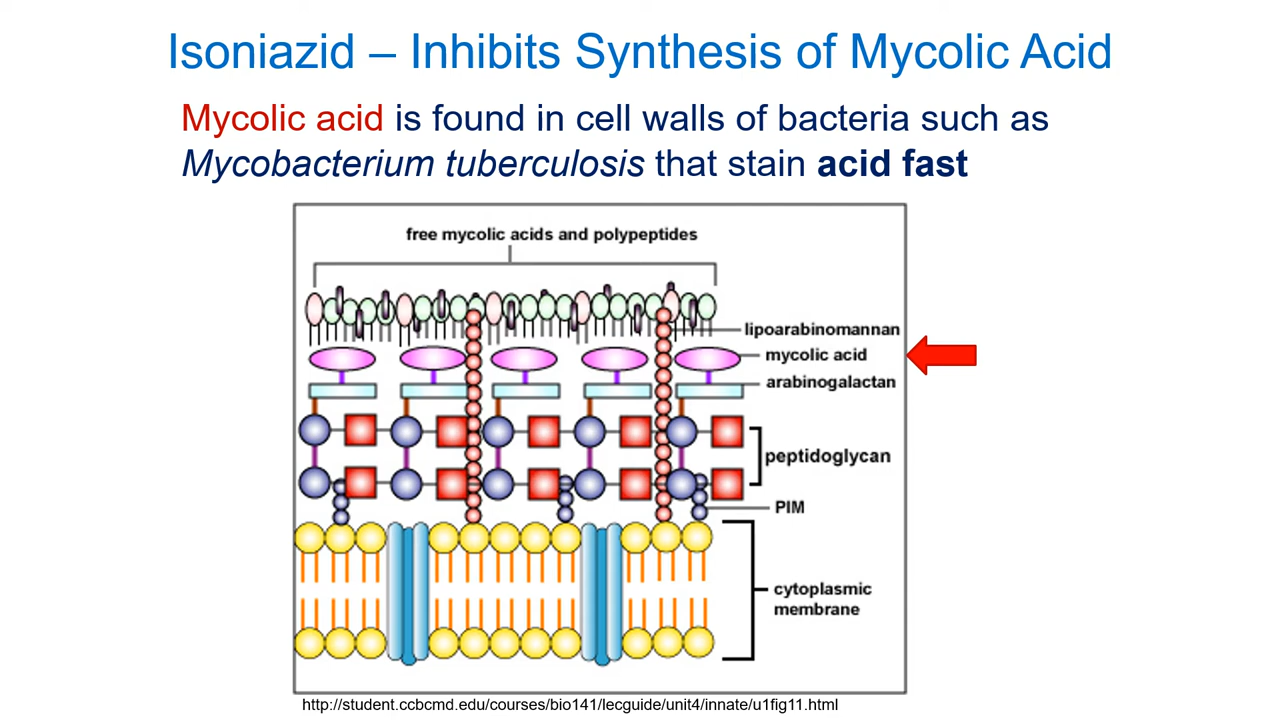 Isoniazid – Inhibits Synthesis of Mycolic Acid
Mycolic acid is found in cell walls of bacteria such as
Mycobacterium tuberculosis that stain acid fast
free mycolic acids and polypeptides
lipoarabinomannan
mycolic acid
arabinogalactan
peptidoglycan
PIM
cytoplasmic
membrane
http://student.ccbcmd.edu/courses/bio141/lecguide/unit4/innate/u1fig11.html